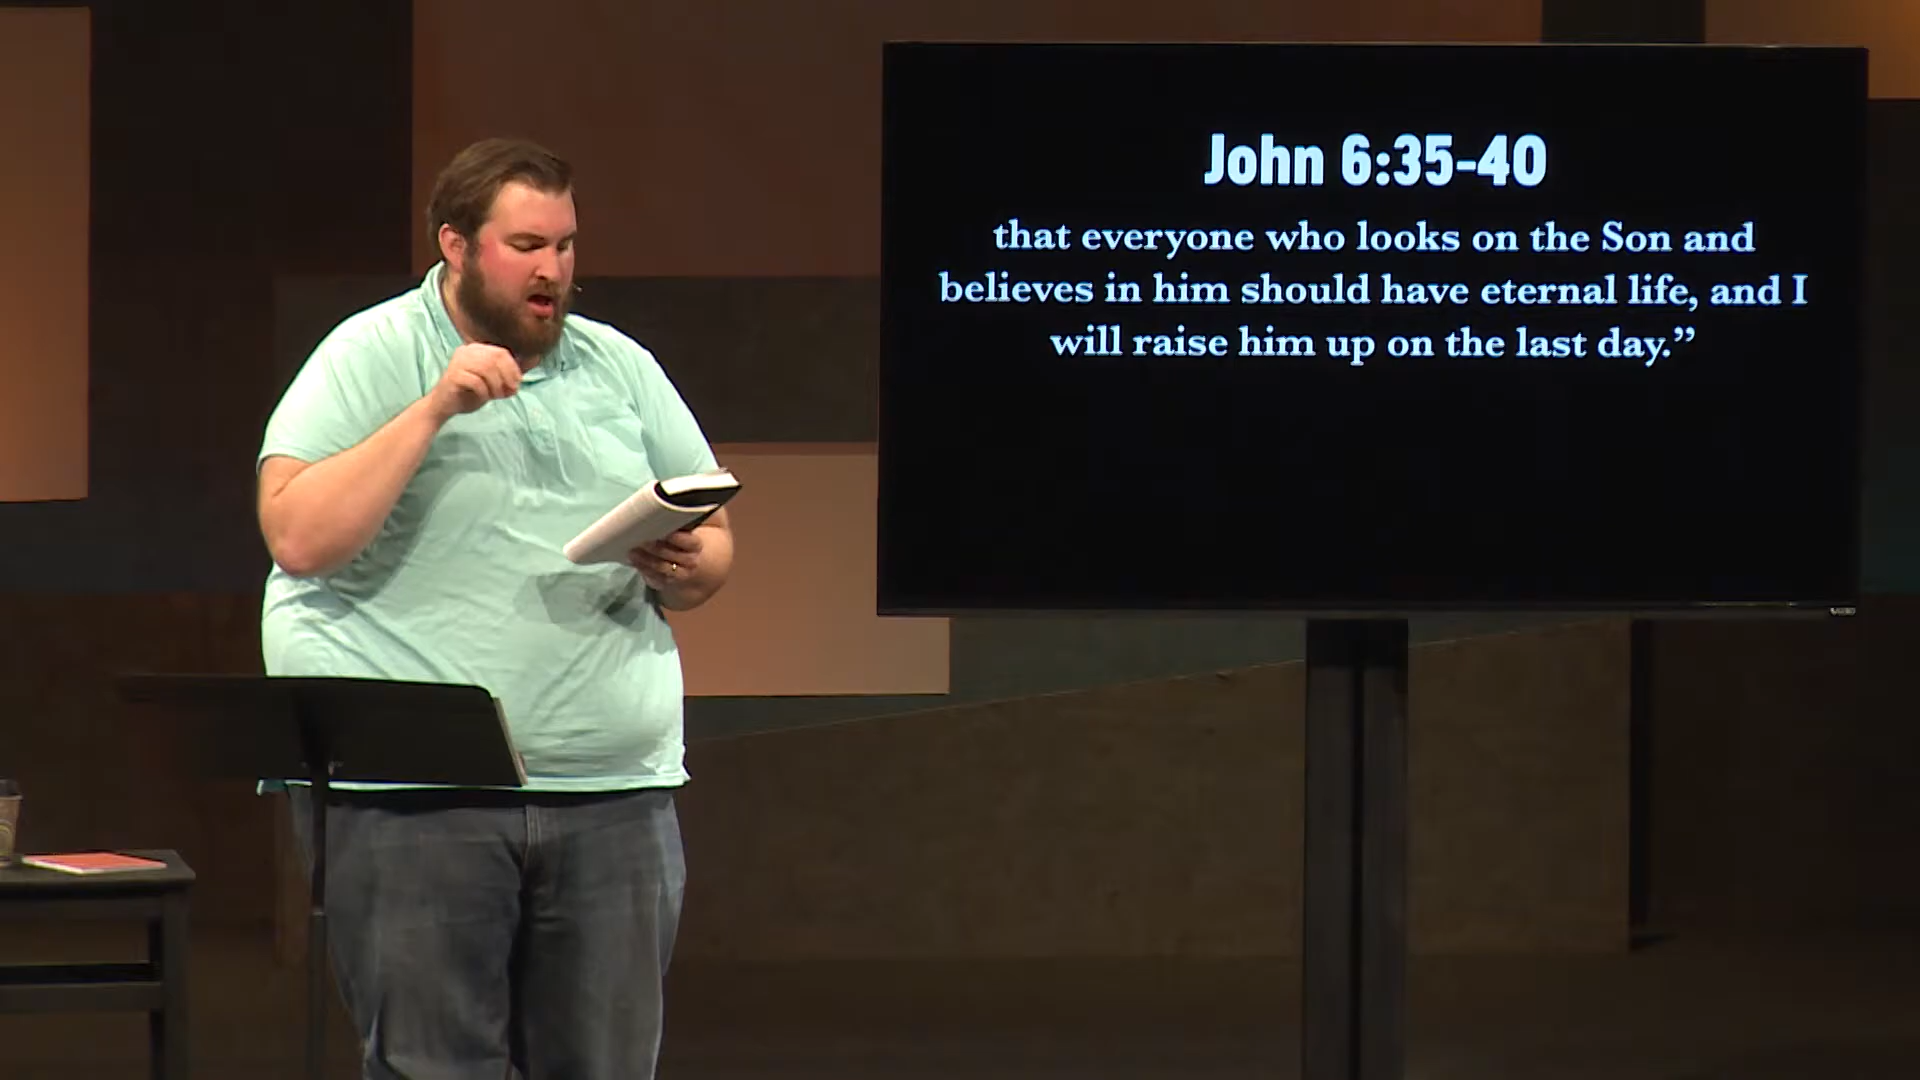 John 6:35-40
that everyone who looks on the Son and
believes in him should have eternal life, and I
will raise him up on the last day.”